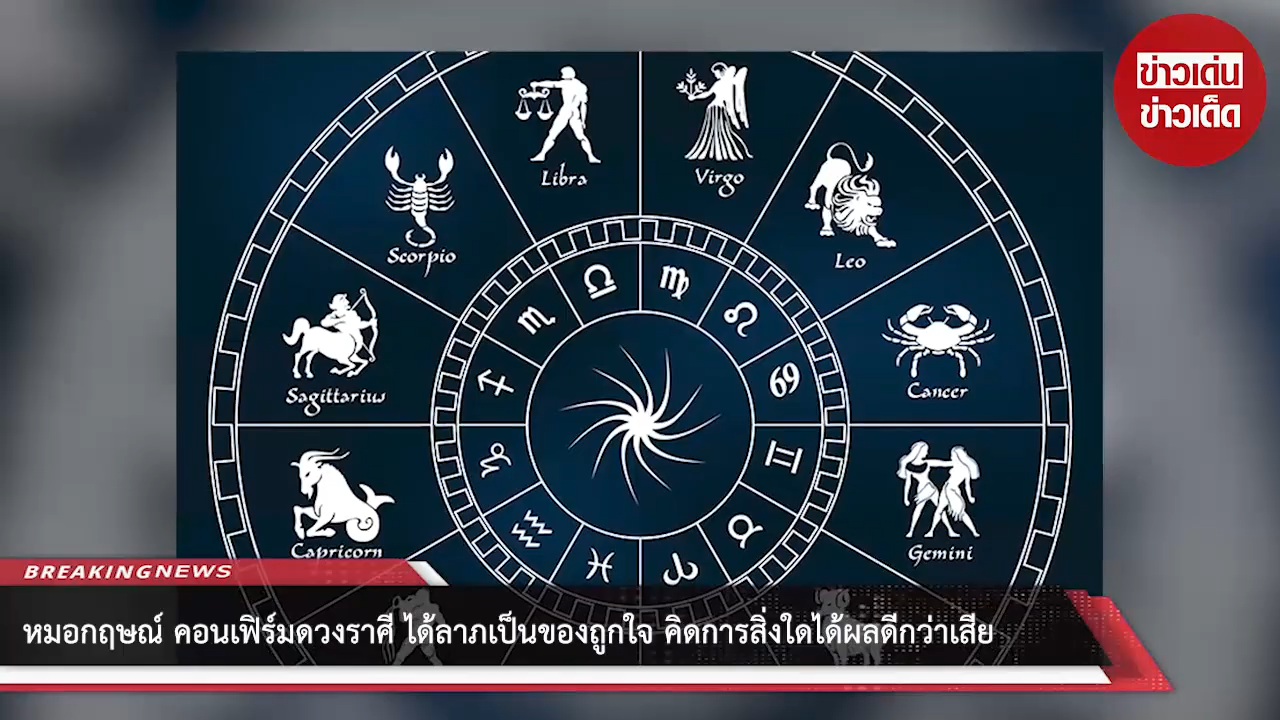 ข่าวเด่น
ข่าวเด็ด
Libra
Virgo
Scorpio
Leo
Sagittarius
Cancer
Capricorn
Gemini
BREAKING NEWS
หมอกฤษณ์ คอนเฟิร์มดวงราศี ได้ลาภเป็นของถูกใจ คิดการสิ่งใดได้ผลดีกว่าเสีย